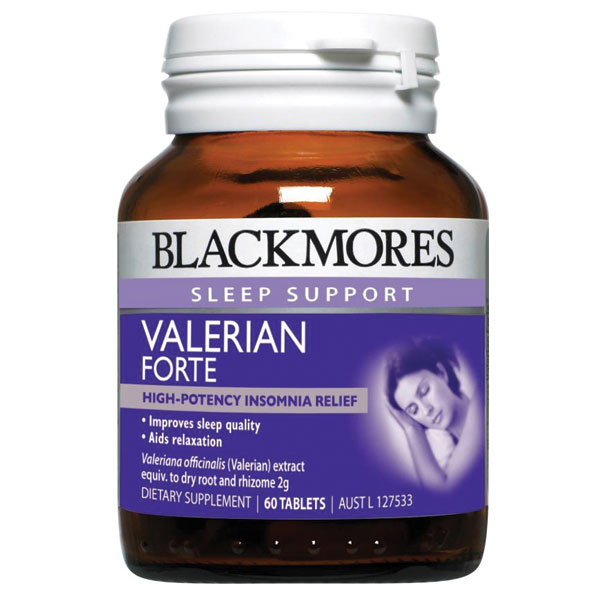 BLACKMORES
SLEEP SUPPORT
VALERIAN
FORTE
HIGH-POTENCY INSOMNIA RELIEF
• Improves sleep quality
• Aids relaxation
Valeriana officinalis (Valerian) extract
equiv. to dry root and rhizome 2g
DIETARY SUPPLEMENT | 60 TABLETS | AUST L 127533